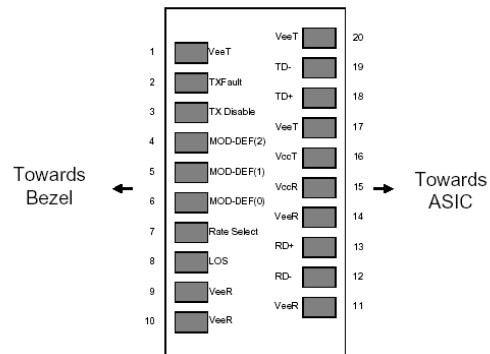 Towards
Bezel
1 VeeT
2 TXFault
3 TX Disable
4 MOD-DEF(2)
5 MOD-DEF(1)
6 MOD-DEF(0)
7 Rate Select
8 LOS
9 VeeR
10 VeeR
VeeT 20
TD- 19
TD+ 18
VeeT 17
VccT 16
VccR 15
VeeR 14
RD+ 13
RD- 12
VeeR 11
Towards
ASIC